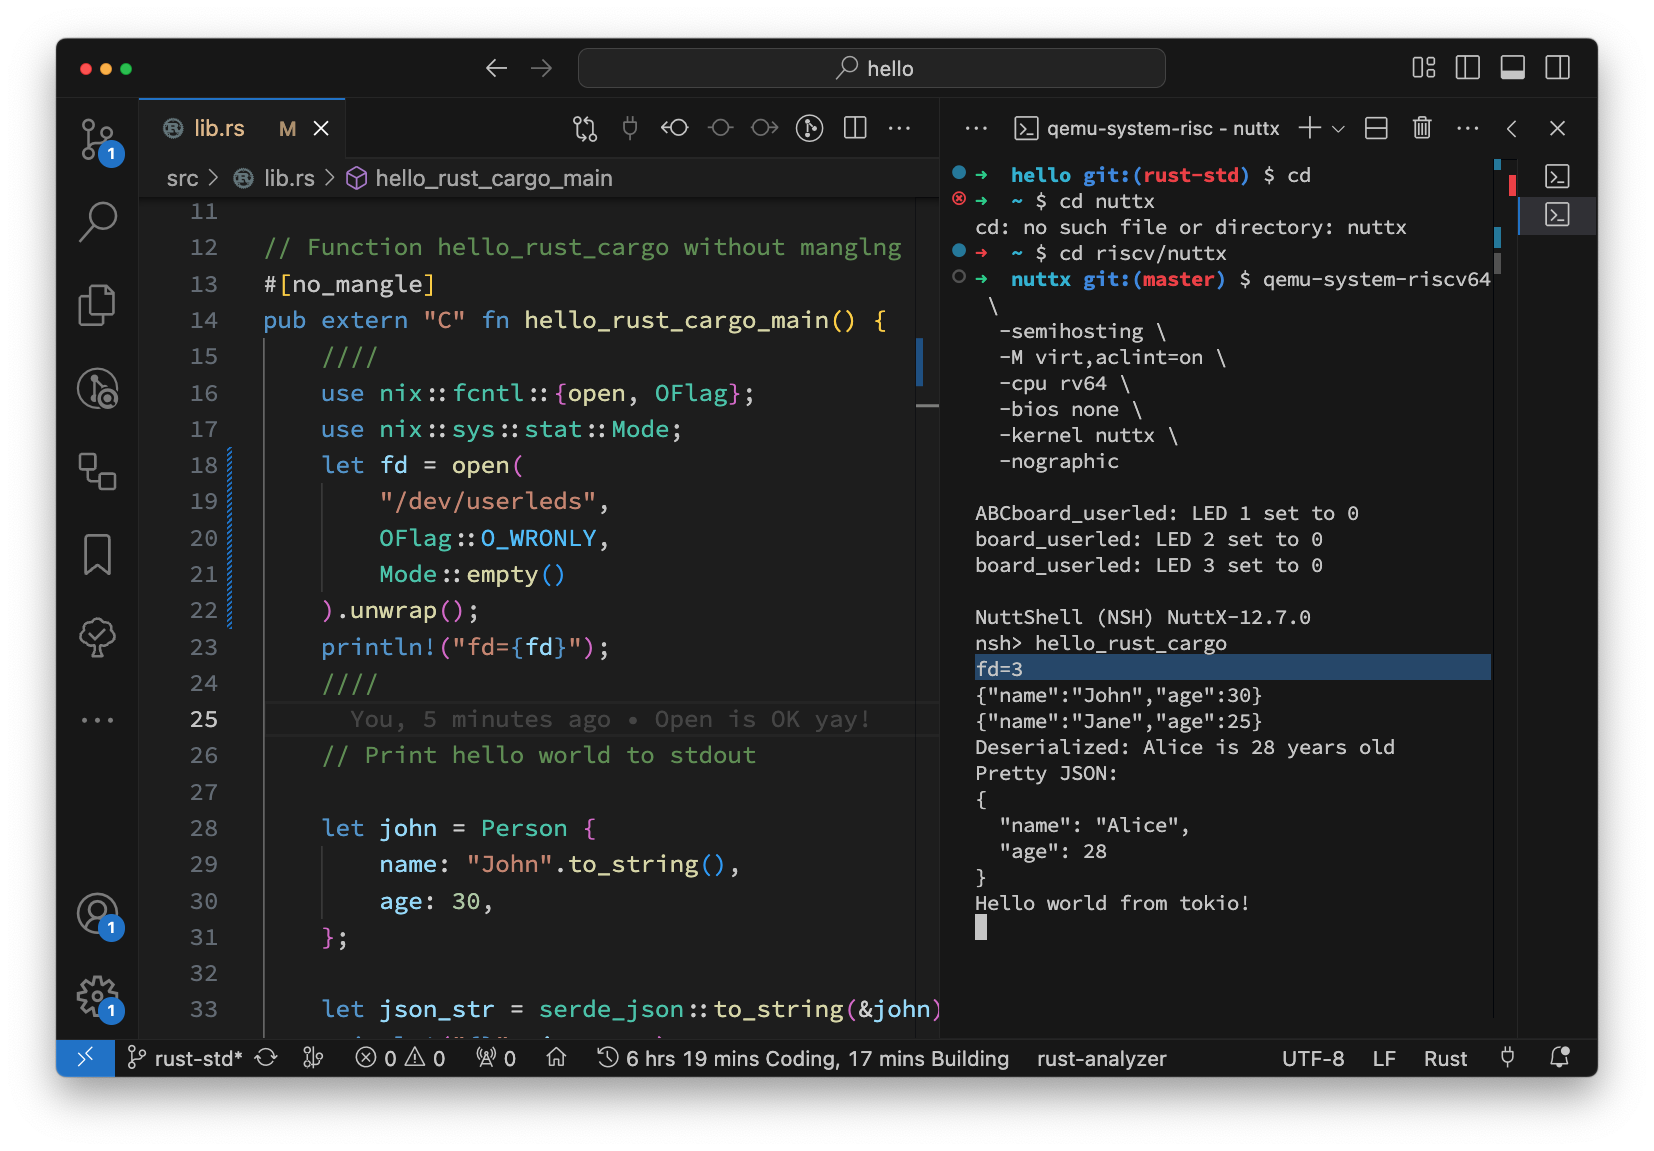 hello
1
lib.rs M
src > lib.rs > hello_rust_cargo_main
11
12 // Function hello_rust_cargo without manglng
13 #[no_mangle]
14 pub extern "C" fn hello_rust_cargo_main() {
15 ////
16 use nix::fcntl::{open, OFlag};
17 use nix::sys::stat::Mode;
18 let fd = open(
19 "/dev/userleds",
20 OFlag::O_WRONLY,
21 Mode::empty()
22 ).unwrap();
23 println!("fd={fd}");
24 ////
25 You, 5 minutes ago • Open is OK yay!
26 // Print hello world to stdout
27
28 let john = Person {
29 name: "John".to_string(),
30 age: 30,
31 };
32
33 let json_str = serde_json::to_string(&john)
1
1
qemu-system-risc - nuttx
→ hello git:(rust-std) $ cd
→ ~ $ cd nuttx
cd: no such file or directory: nuttx
→ ~ $ cd riscv/nuttx
→ nuttx git:(master) $ qemu-system-riscv64
\
-semihosting \
-M virt,aclint=on \
-cpu rv64 \
-bios none \
-kernel nuttx \
-nographic
ABCboard_userled: LED 1 set to 0
board_userled: LED 2 set to 0
board_userled: LED 3 set to 0
NuttShell (NSH) NuttX-12.7.0
nsh> hello_rust_cargo
fd=3
{"name":"John","age":30}
{"name":"Jane","age":25}
Deserialized: Alice is 28 years old
Pretty JSON:
{
"name": "Alice",
"age": 28
}
Hello world from tokio!
rust-std* 0 0 0 6 hrs 19 mins Coding, 17 mins Building rust-analyzer UTF-8 LF Rust